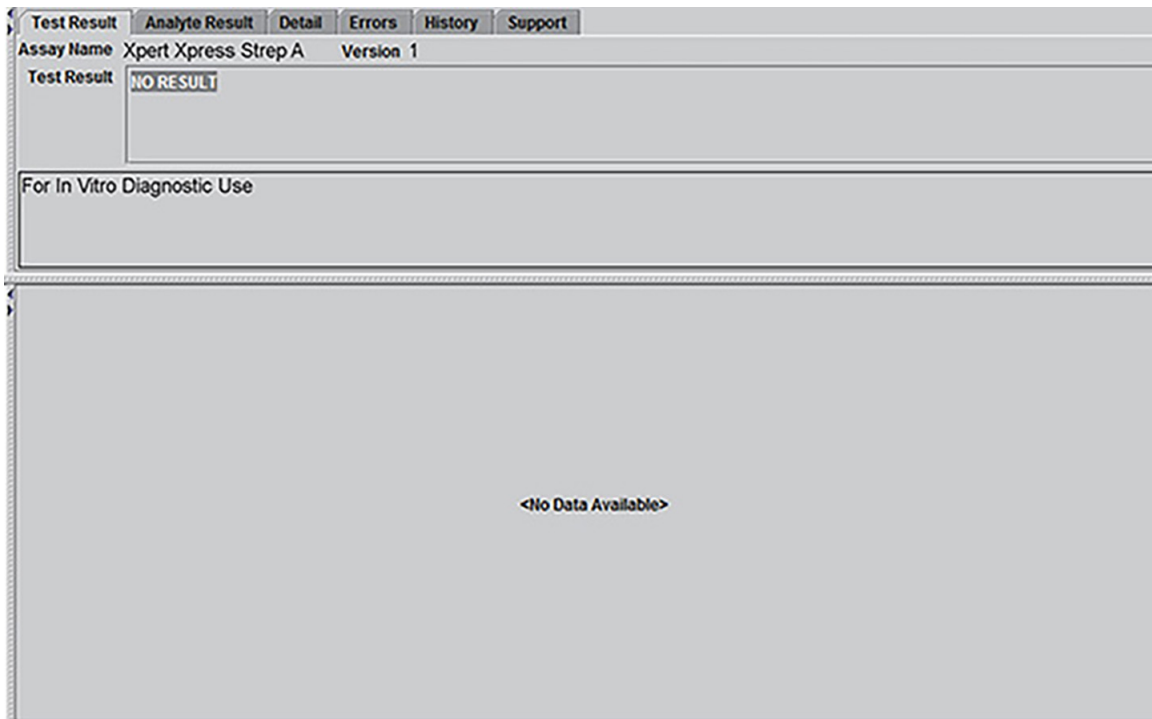 Test Result Analyte Result Detail Errors History Support
Assay Name Xpert Xpress Strep A Version 1
Test Result NO RESULT
For In Vitro Diagnostic Use
<No Data Available>